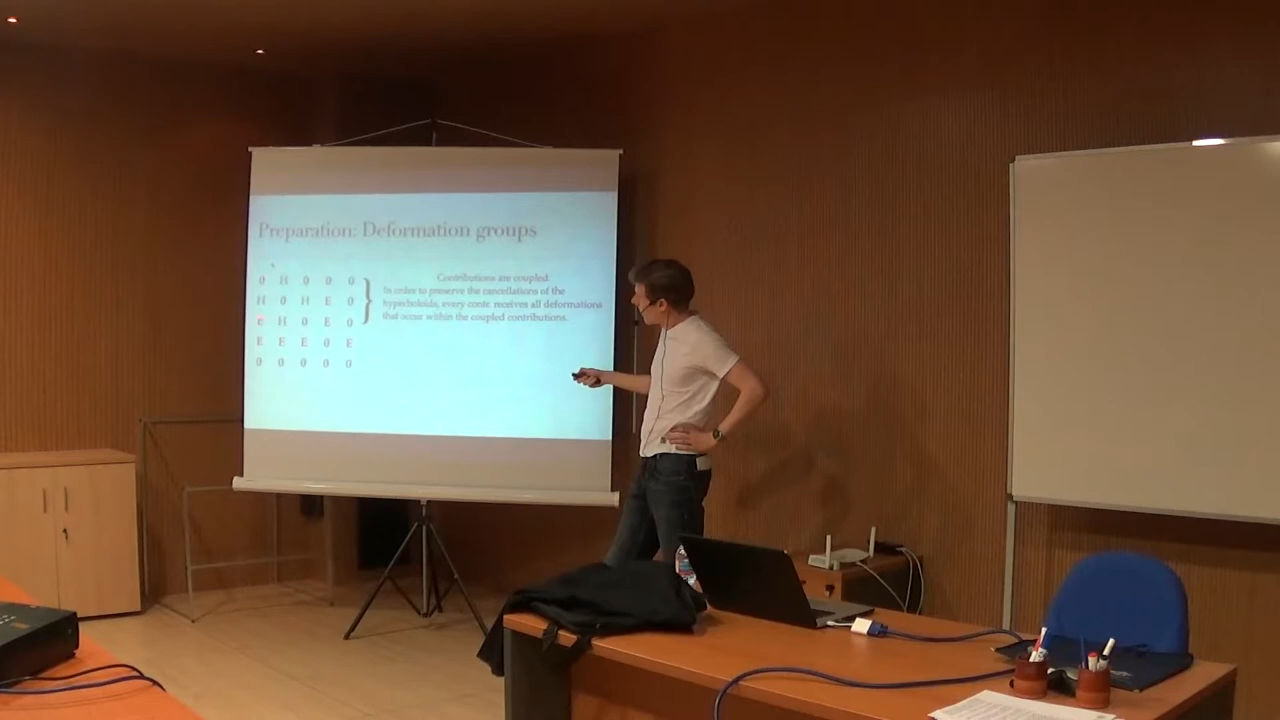 Preparation: Deformation groups
0 H 0 0 0
H 0 H E 0
E H 0 E 0
E E E 0 E
0 0 0 0 0
Contributions are coupled.
In order to preserve the cancellations of the
hyperboloids, every contr. receives all deformations
that occur within the coupled contributions.